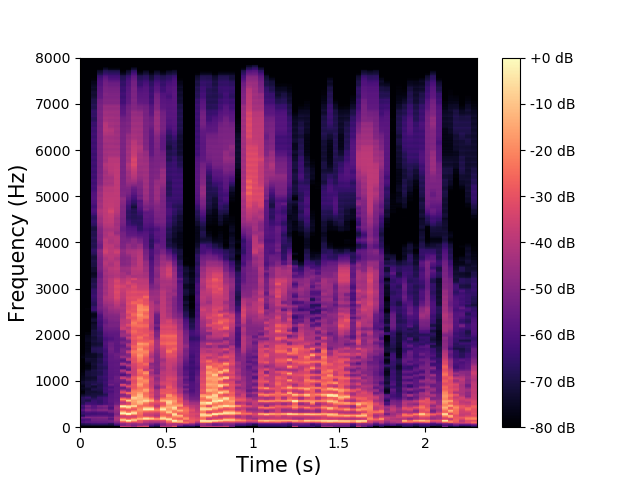 8000
7000
6000
5000
4000
3000
2000
1000
0
Frequency (Hz)
0
0.5
1
1.5
2
Time (s)
+0 dB
-10 dB
-20 dB
-30 dB
-40 dB
-50 dB
-60 dB
-70 dB
-80 dB